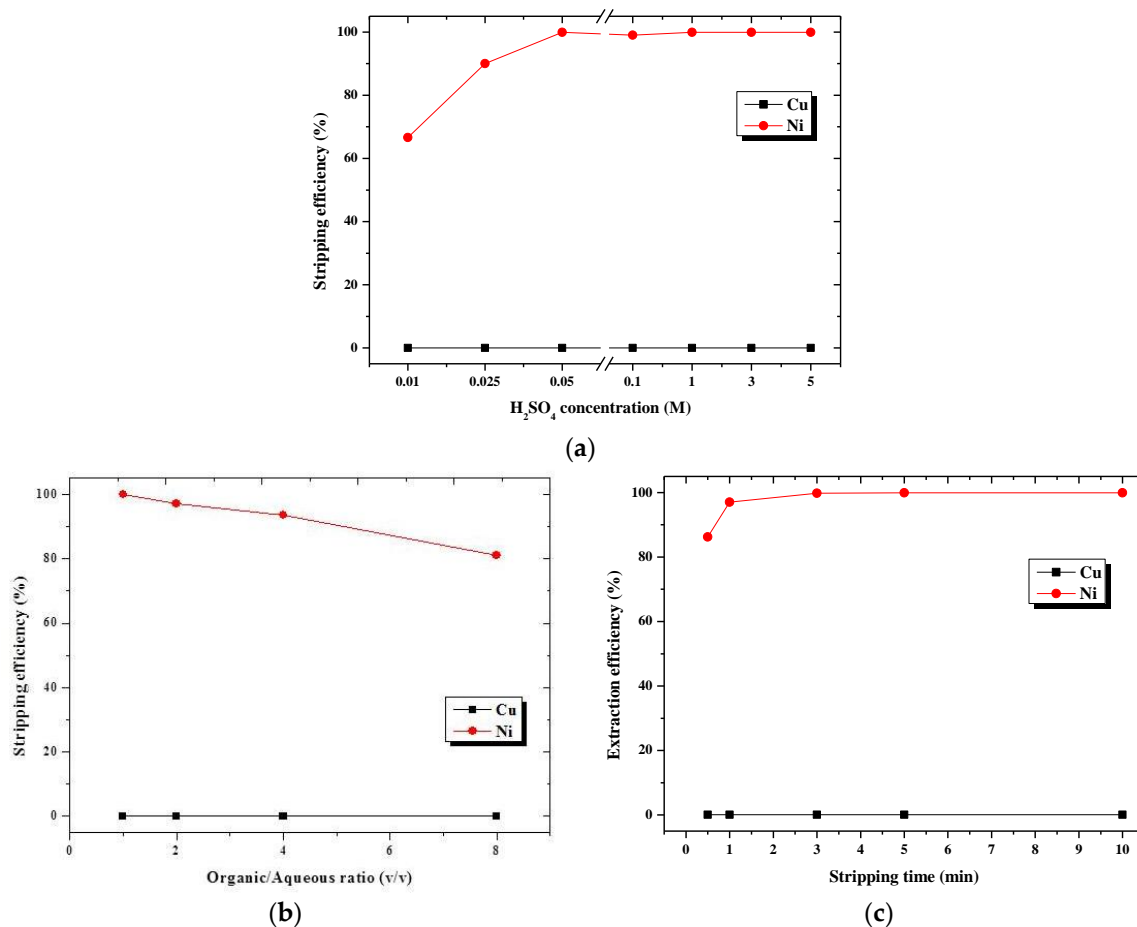 100
80
60
40
20
0
Stripping efficiency (%)
Cu
Ni
0.01 0.025 0.05 0.1 1 3 5
H₂SO₄ concentration (M)
(a)
100
80
60
40
20
0
Stripping efficiency (%)
Cu
Ni
0 2 4 6 8
Organic/Aqueous ratio (v/v)
(b)
100
80
60
40
20
0
Extraction efficiency (%)
Cu
Ni
0 1 2 3 4 5 6 7 8 9 10
Stripping time (min)
(c)